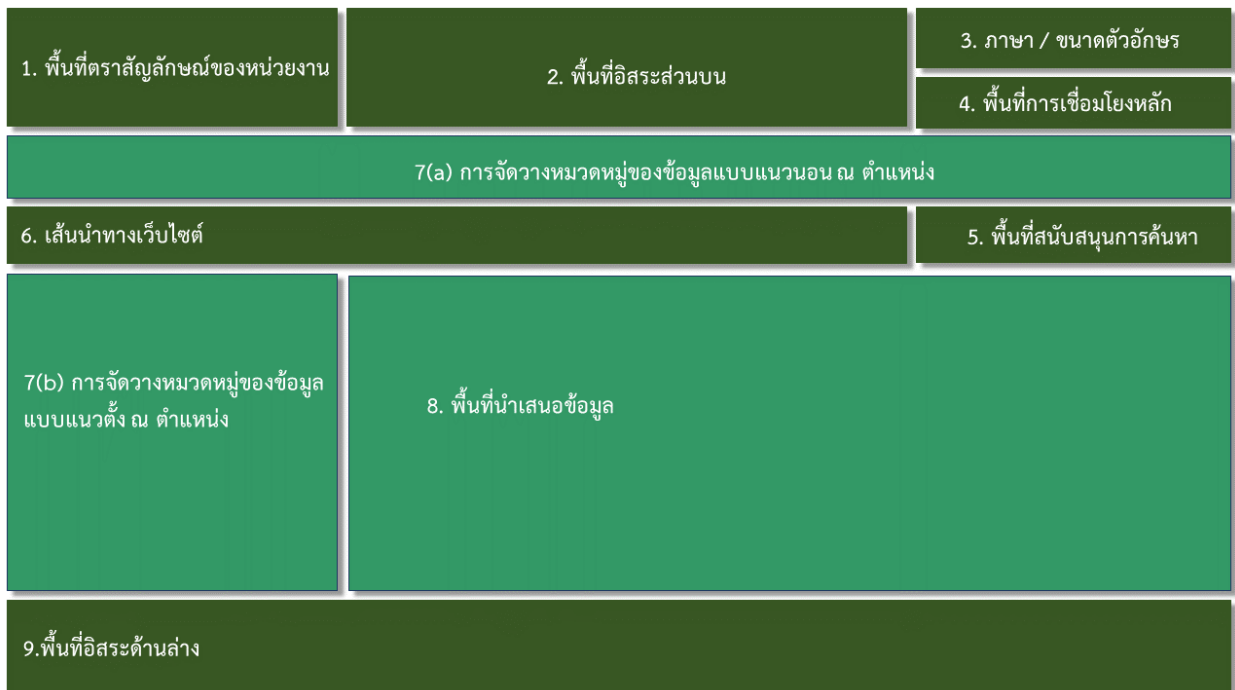 1. พื้นที่ตราสัญลักษณ์ของหน่วยงาน
2. พื้นที่อิสระส่วนบน
3. ภาษา / ขนาดตัวอักษร
4. พื้นที่การเชื่อมโยงหลัก
7(a) การจัดวางหมวดหมู่ของข้อมูลแบบแนวนอน ณ ตำแหน่ง
6. เส้นนำทางเว็บไซต์
5. พื้นที่สนับสนุนการค้นหา
7(b) การจัดวางหมวดหมู่ของข้อมูล
แบบแนวตั้ง ณ ตำแหน่ง
8. พื้นที่นำเสนอข้อมูล
9.พื้นที่อิสระด้านล่าง